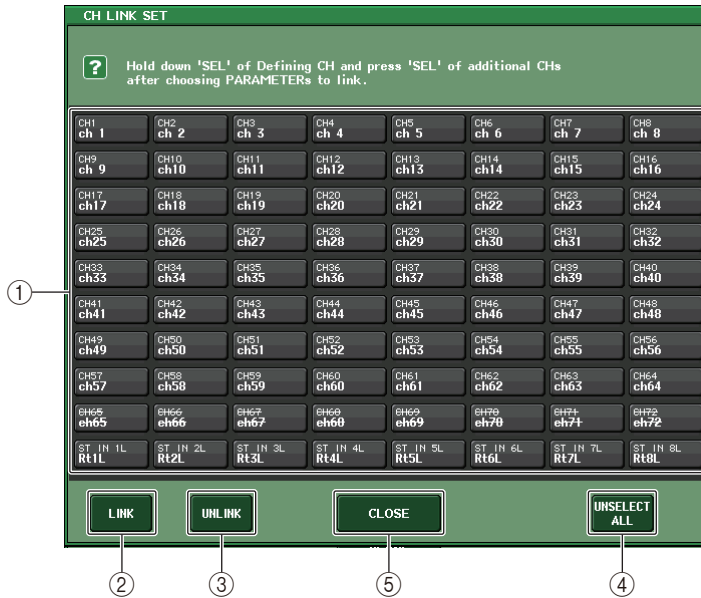 CH LINK SET
? Hold down 'SEL' of Defining CH and press 'SEL' of additional CHs
after choosing PARAMETERs to link.
CH1 CH2 CH3 CH4 CH5 CH6 CH7 CH8
ch 1 ch 2 ch 3 ch 4 ch 5 ch 6 ch 7 ch 8
CH9 CH10 CH11 CH12 CH13 CH14 CH15 CH16
ch 9 ch10 ch11 ch12 ch13 ch14 ch15 ch16
CH17 CH18 CH19 CH20 CH21 CH22 CH23 CH24
ch17 ch18 ch19 ch20 ch21 ch22 ch23 ch24
CH25 CH26 CH27 CH28 CH29 CH30 CH31 CH32
ch25 ch26 ch27 ch28 ch29 ch30 ch31 ch32
CH33 CH34 CH35 CH36 CH37 CH38 CH39 CH40
ch33 ch34 ch35 ch36 ch37 ch38 ch39 ch40
①
CH41 CH42 CH43 CH44 CH45 CH46 CH47 CH48
ch41 ch42 ch43 ch44 ch45 ch46 ch47 ch48
CH49 CH50 CH51 CH52 CH53 CH54 CH55 CH56
ch49 ch50 ch51 ch52 ch53 ch54 ch55 ch56
CH57 CH58 CH59 CH60 CH61 CH62 CH63 CH64
ch57 ch58 ch59 ch60 ch61 ch62 ch63 ch64
CH65 CH66 CH67 CH68 CH69 CH70 CH71 CH72
ch65 ch66 ch67 ch68 ch69 ch70 ch71 ch72
ST IN 1L ST IN 2L ST IN 3L ST IN 4L ST IN 5L ST IN 6L ST IN 7L ST IN 8L
Rt1L Rt2L Rt3L Rt4L Rt5L Rt6L Rt7L Rt8L
LINK UNLINK CLOSE UNSELECT
ALL
② ③ ⑤ ④